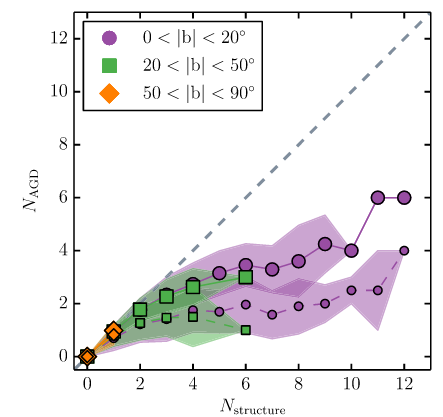 12
10
8
6
4
2
0
N_AGD
0 < |b| < 20°
20 < |b| < 50°
50 < |b| < 90°
0 2 4 6 8 10 12
N_structure